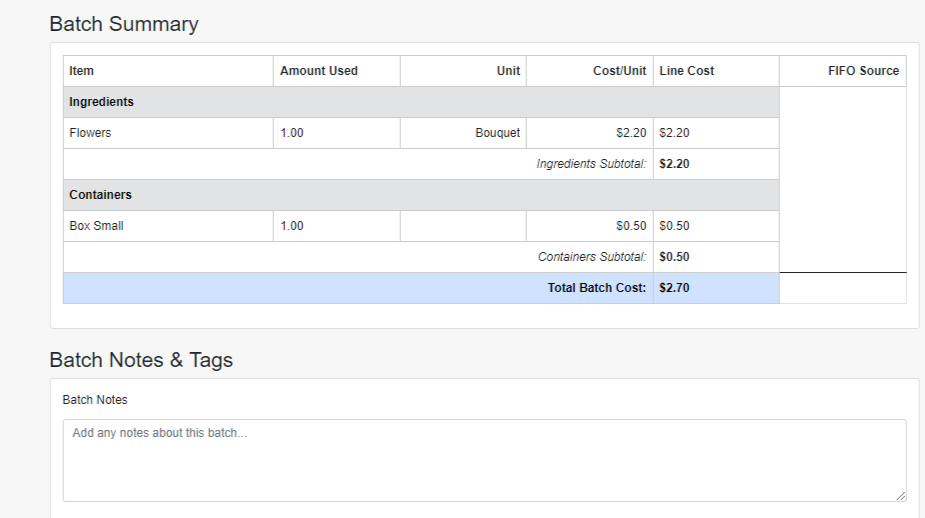 Batch Summary
Item Amount Used Unit Cost/Unit Line Cost FIFO Source
Ingredients
Flowers 1.00 Bouquet $2.20 $2.20
Ingredients Subtotal: $2.20
Containers
Box Small 1.00 $0.50 $0.50
Containers Subtotal: $0.50
Total Batch Cost: $2.70
Batch Notes & Tags
Batch Notes
Add any notes about this batch...